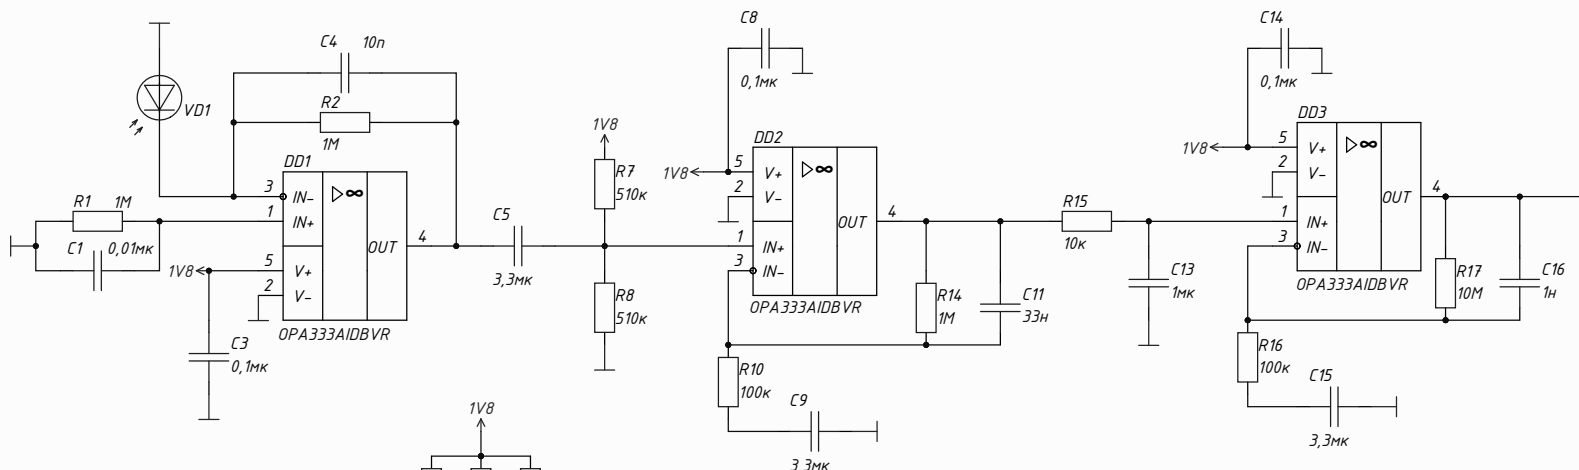 VD1
C4 10п
R2
1М
DD1
3 IN-
1 IN+
OUT 4
5 V+
2 V-
OPA333AIDBVR
R1 1М
C1 0,01мк
1V8
C3
0,1мк
C5
3,3мк
1V8
R7
510к
R8
510к
C8
0,1мк
DD2
1V8
5 V+
2 V-
OUT 4
1 IN+
3 IN-
OPA333AIDBVR
R14
1М
C11
33н
R10
100к
C9
3,3мк
R15
10к
C13
1мк
C14
0,1мк
DD3
1V8
5 V+
2 V-
OUT 4
1 IN+
3 IN-
OPA333AIDBVR
R17
10М
C16
1н
R16
100к
C15
3,3мк
1V8